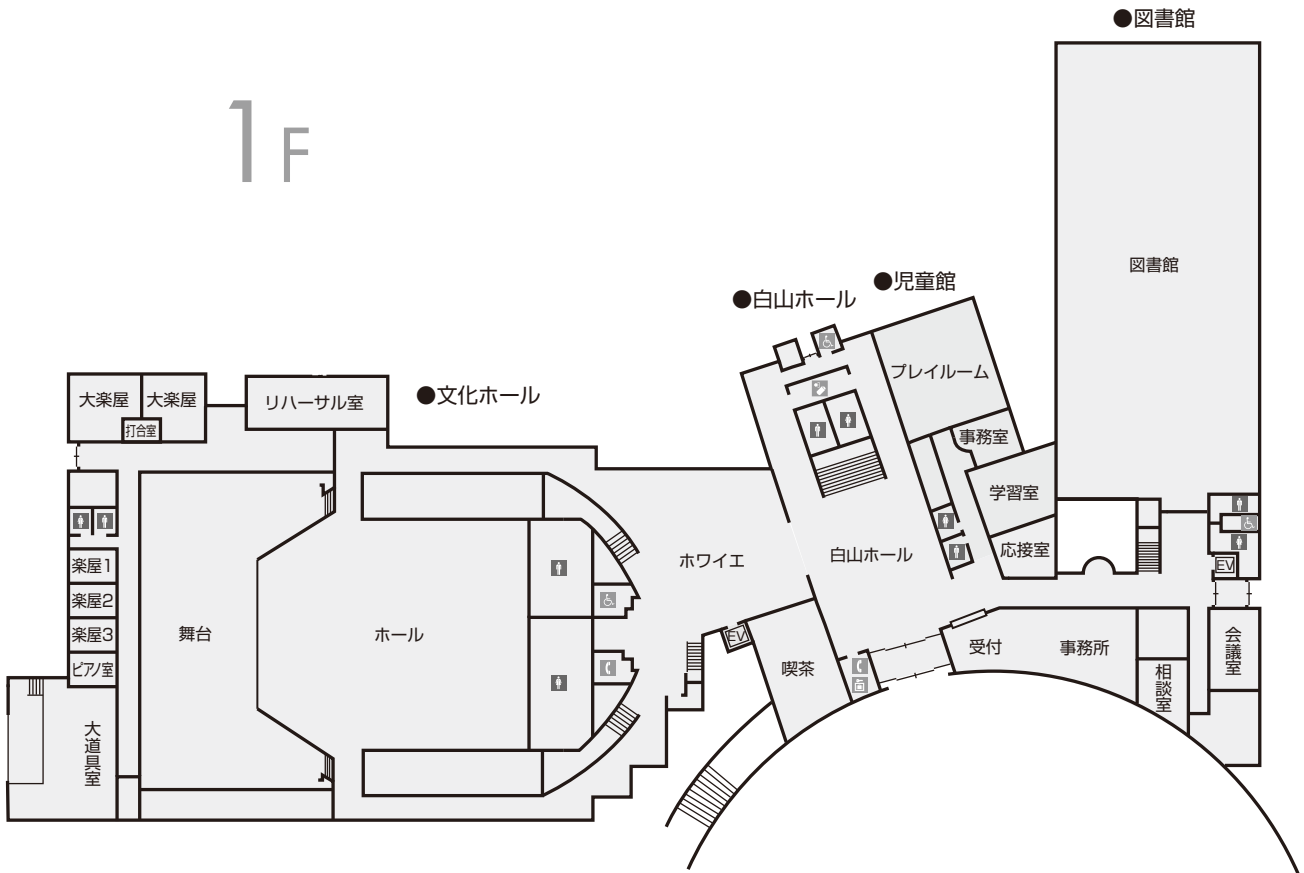 ●図書館
1F
図書館
●児童館
●白山ホール
プレイルーム
●文化ホール
大楽屋
大楽屋
リハーサル室
打合室
事務室
学習室
応接室
白山ホール
ホワイエ
EV
楽屋1
楽屋2
楽屋3
ピアノ室
舞台
ホール
EV
喫茶
受付
事務所
会議室
相談室
大道具室